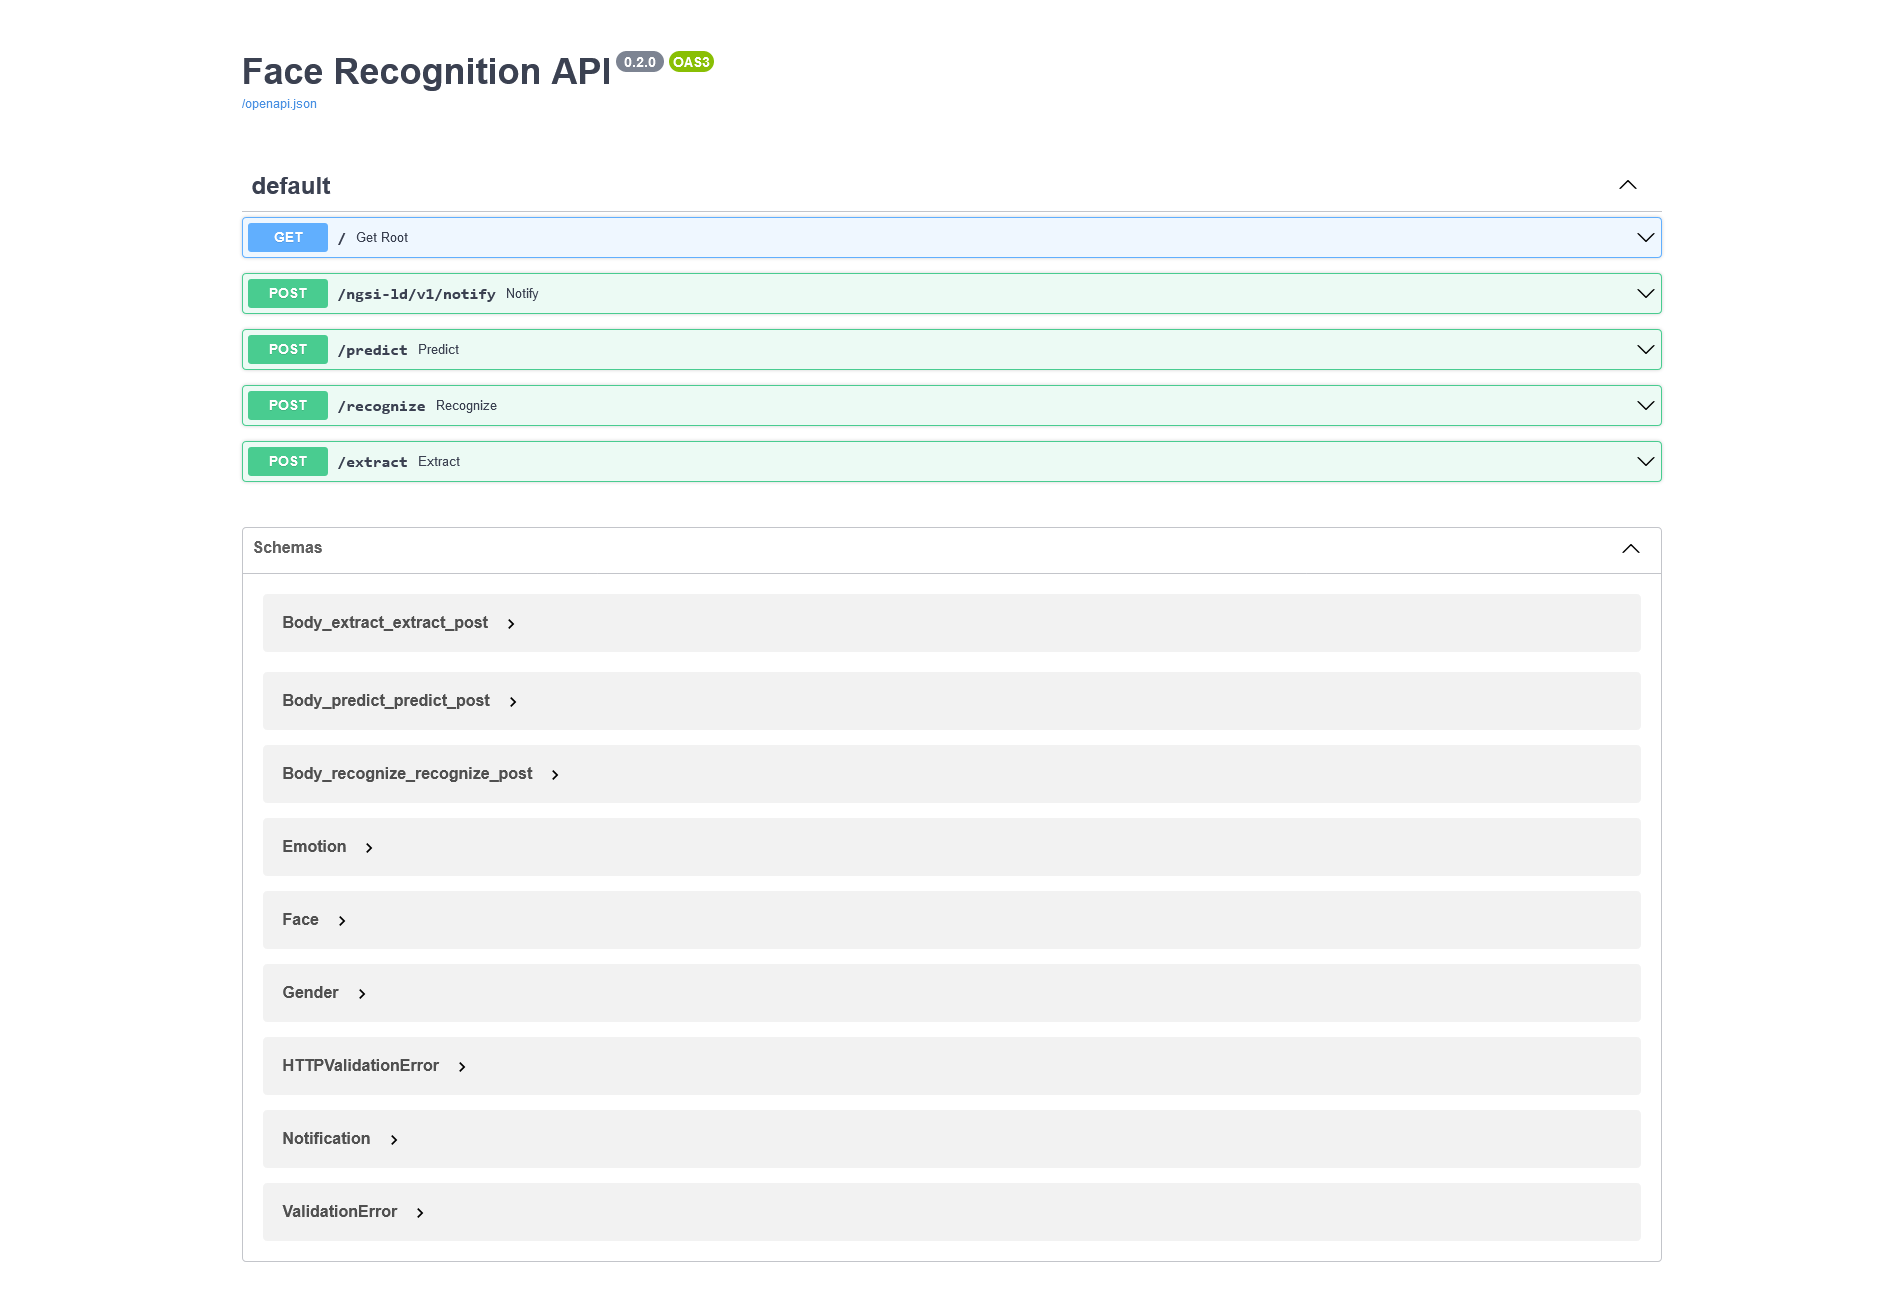 Face Recognition API 0.2.0 OAS3
/openapi.json
default
GET / Get Root
POST /ngsi-ld/v1/notify Notify
POST /predict Predict
POST /recognize Recognize
POST /extract Extract
Schemas
Body_extract_extract_post
Body_predict_predict_post
Body_recognize_recognize_post
Emotion
Face
Gender
HTTPValidationError
Notification
ValidationError